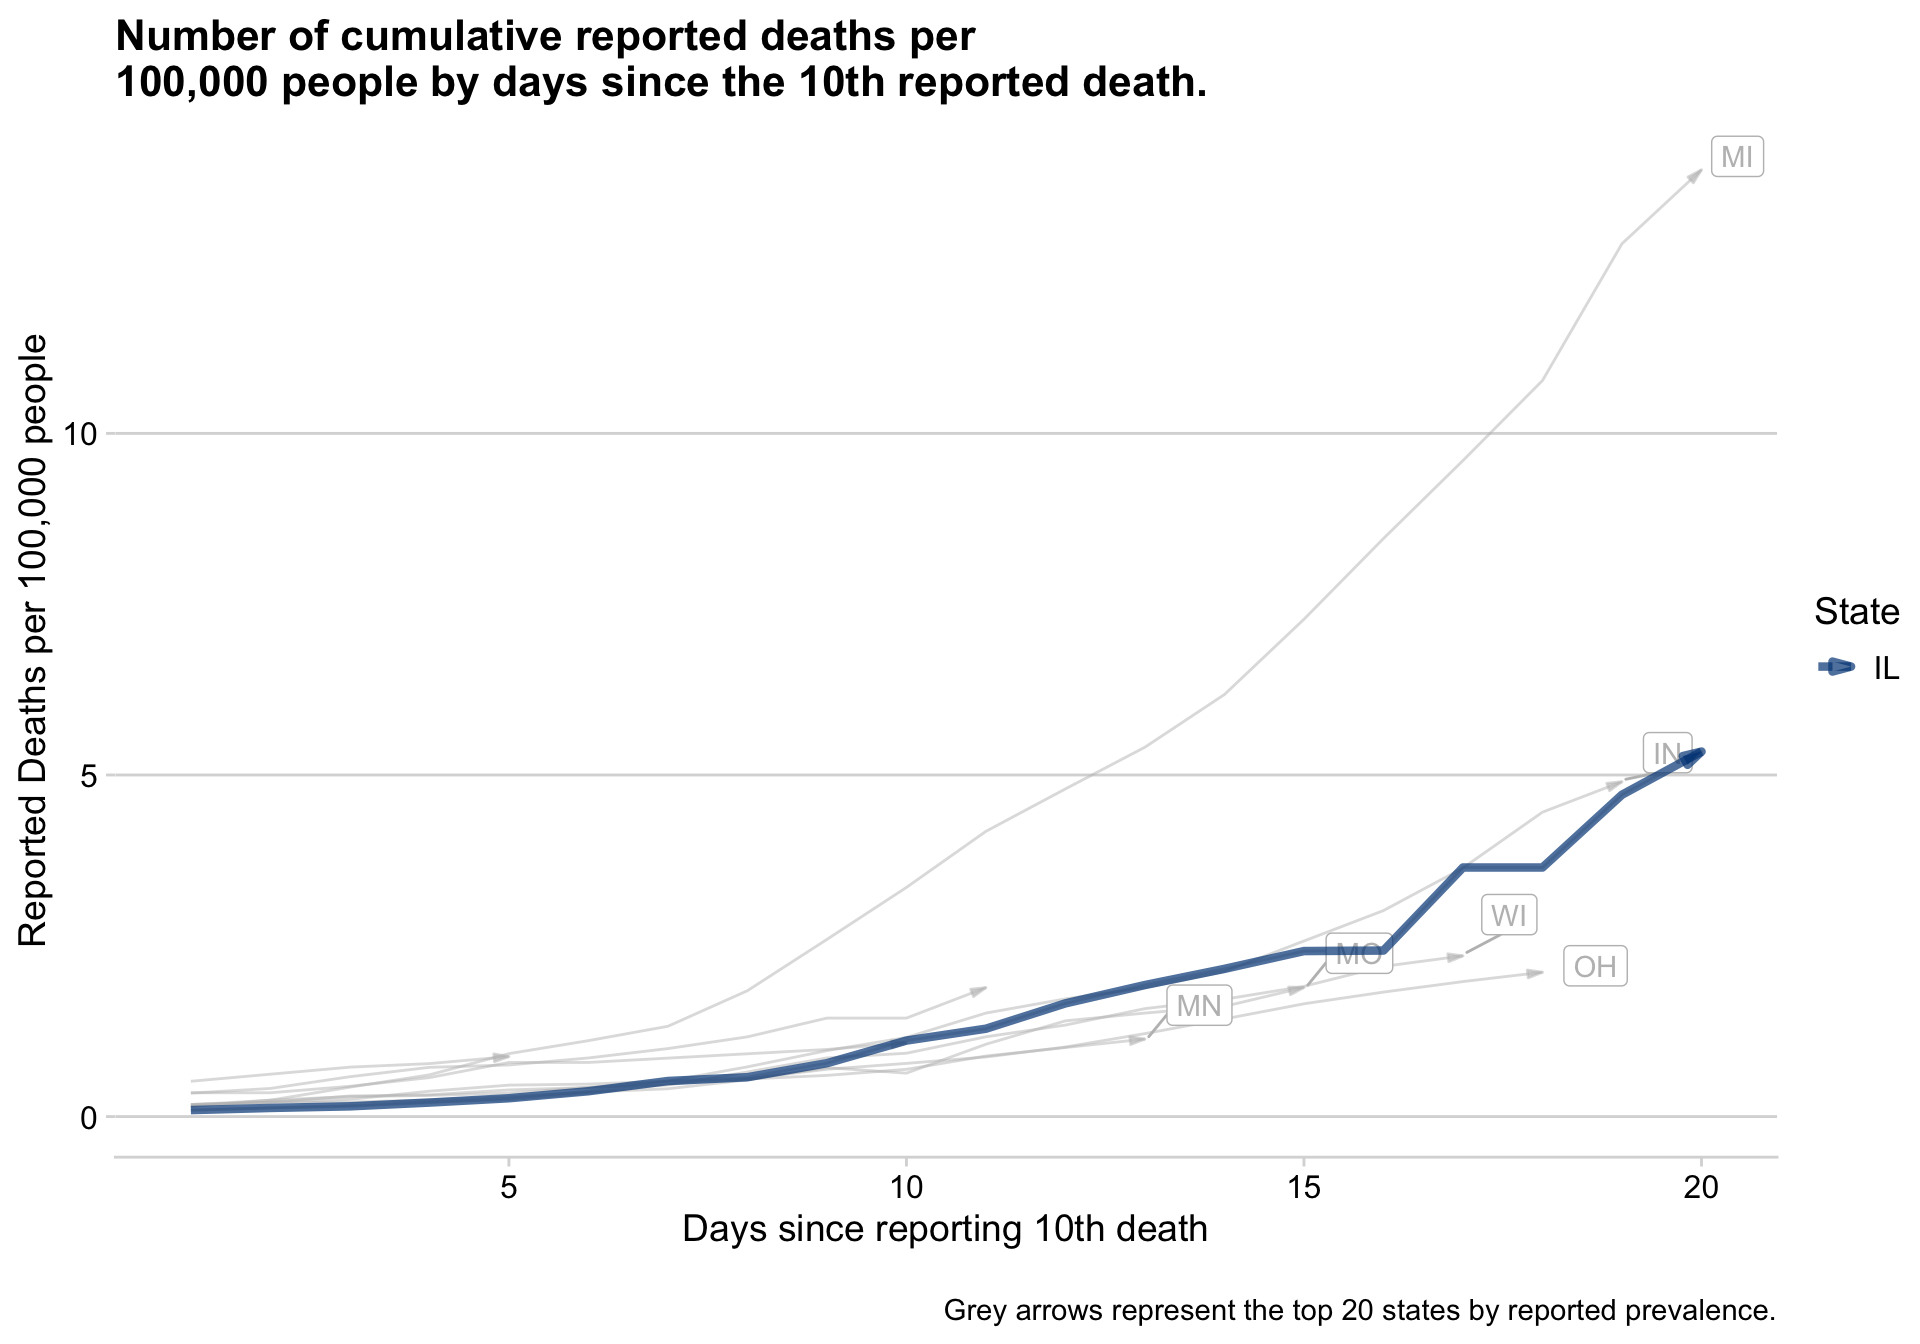 Number of cumulative reported deaths per
100,000 people by days since the 10th reported death.
MI
10
Reported Deaths per 100,000 people
State
IL
IN
5
WI
MO
OH
MN
0
5
10
15
20
Days since reporting 10th death
Grey arrows represent the top 20 states by reported prevalence.